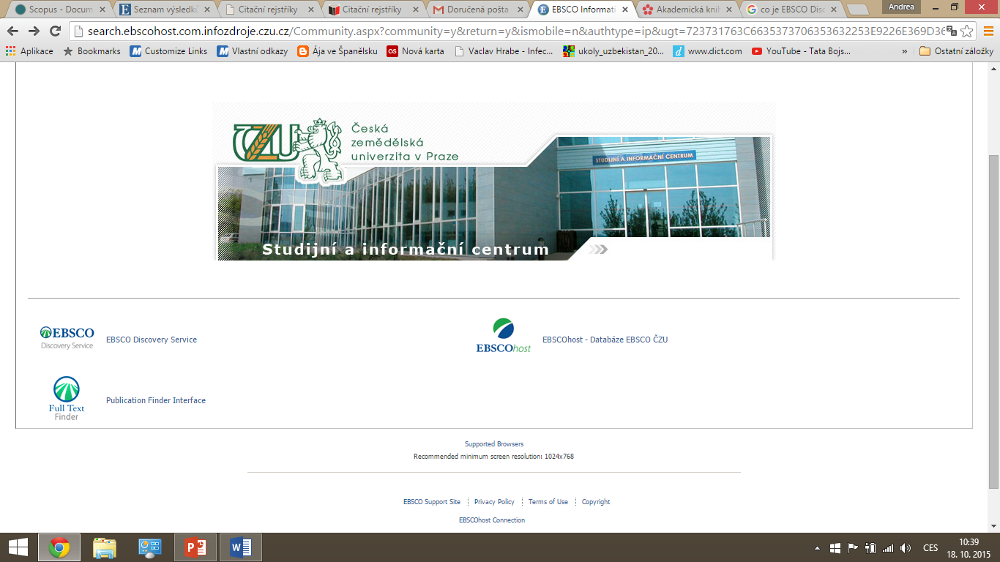 Scopus - Docum
Seznam výsledků
Citační rejstříky
Citační rejstříky
Doručená pošta
EBSCO Informati
Akademická knih
co je EBSCO Disc
Andrea
search.ebscohost.com.infozdroje.czu.cz/Community.aspx?community=y&return=y&ismobile=n&authtype=ip&ugt=723731763C6635373706353632253E9226E369D36
Aplikace
Bookmarks
Customize Links
Vlastní odkazy
Ája ve Španělsku
Nová karta
Vaclav Hrabe - Infec...
ukoly_uzbekistan_20...
www.dict.com
YouTube - Tata Bojs...
»
Ostatní záložky
ČZU
Česká
zemědělská
univerzita v Praze
STUDIJNÍ A INFORMAČNÍ CENTRUM
Studijní a informační centrum
EBSCO
Discovery Service
EBSCO Discovery Service
EBSCOhost
EBSCOhost - Databáze EBSCO ČZU
Full Text
Finder
Publication Finder Interface
Supported Browsers
Recommended minimum screen resolution: 1024x768
EBSCO Support Site
Privacy Policy
Terms of Use
Copyright
EBSCOhost Connection
CES
10:39
18. 10. 2015